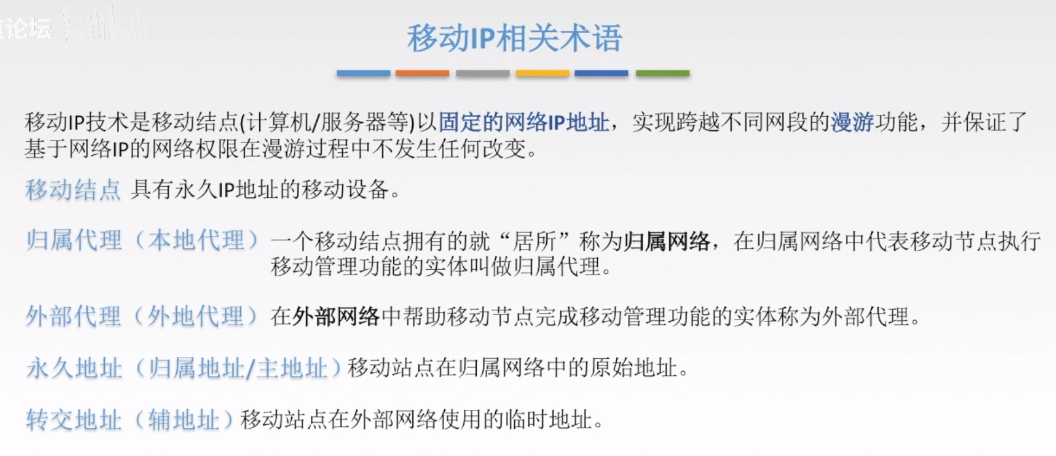 道论坛
移动IP相关术语
移动IP技术是移动结点(计算机/服务器等)以固定的网络IP地址，实现跨越不同网段的漫游功能，并保证了
基于网络IP的网络权限在漫游过程中不发生任何改变。
移动结点 具有永久IP地址的移动设备。
归属代理（本地代理）一个移动结点拥有的就“居所”称为归属网络，在归属网络中代表移动节点执行
移动管理功能的实体叫做归属代理。
外部代理（外地代理）在外部网络中帮助移动节点完成移动管理功能的实体称为外部代理。
永久地址（归属地址/主地址）移动站点在归属网络中的原始地址。
转交地址（辅地址）移动站点在外部网络使用的临时地址。